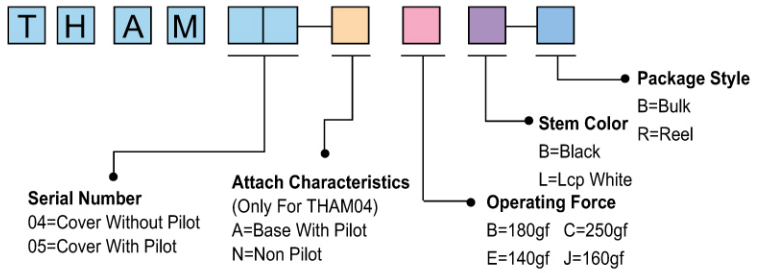 T H A M
Package Style
B=Bulk
R=Reel
Stem Color
B=Black
L=Lcp White
Operating Force
B=180gf C=250gf
E=140gf J=160gf
Attach Characteristics
(Only For THAM04)
A=Base With Pilot
N=Non Pilot
Serial Number
04=Cover Without Pilot
05=Cover With Pilot